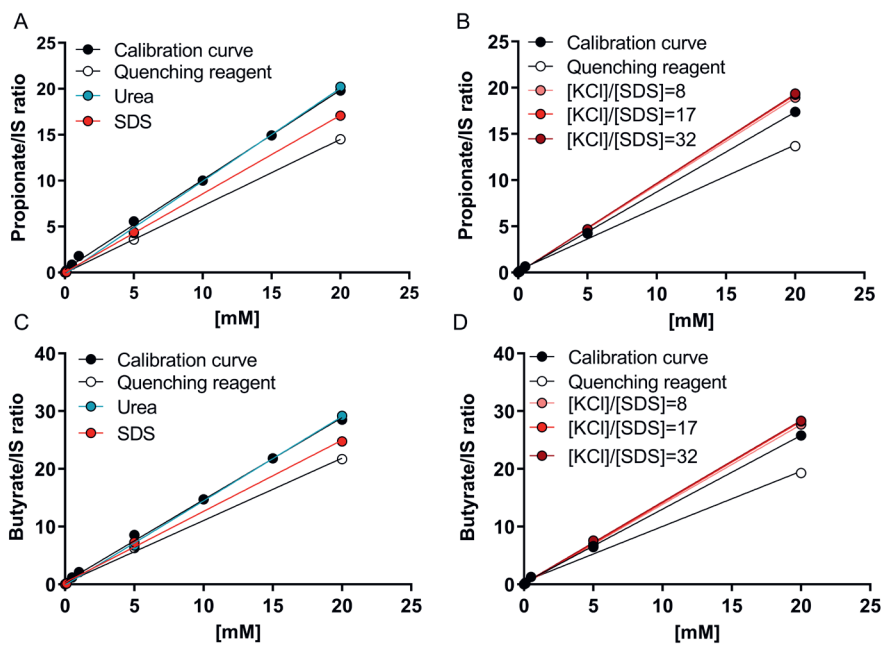 A
Propionate/IS ratio
25
20
15
10
5
0
Calibration curve
Quenching reagent
Urea
SDS
0 5 10 15 20 25
[mM]
B
Propionate/IS ratio
25
20
15
10
5
0
Calibration curve
Quenching reagent
[KCl]/[SDS]=8
[KCl]/[SDS]=17
[KCl]/[SDS]=32
0 5 10 15 20 25
[mM]
C
Butyrate/IS ratio
40
30
20
10
0
Calibration curve
Quenching reagent
Urea
SDS
0 5 10 15 20 25
[mM]
D
Butyrate/IS ratio
40
30
20
10
0
Calibration curve
Quenching reagent
[KCl]/[SDS]=8
[KCl]/[SDS]=17
[KCl]/[SDS]=32
0 5 10 15 20 25
[mM]